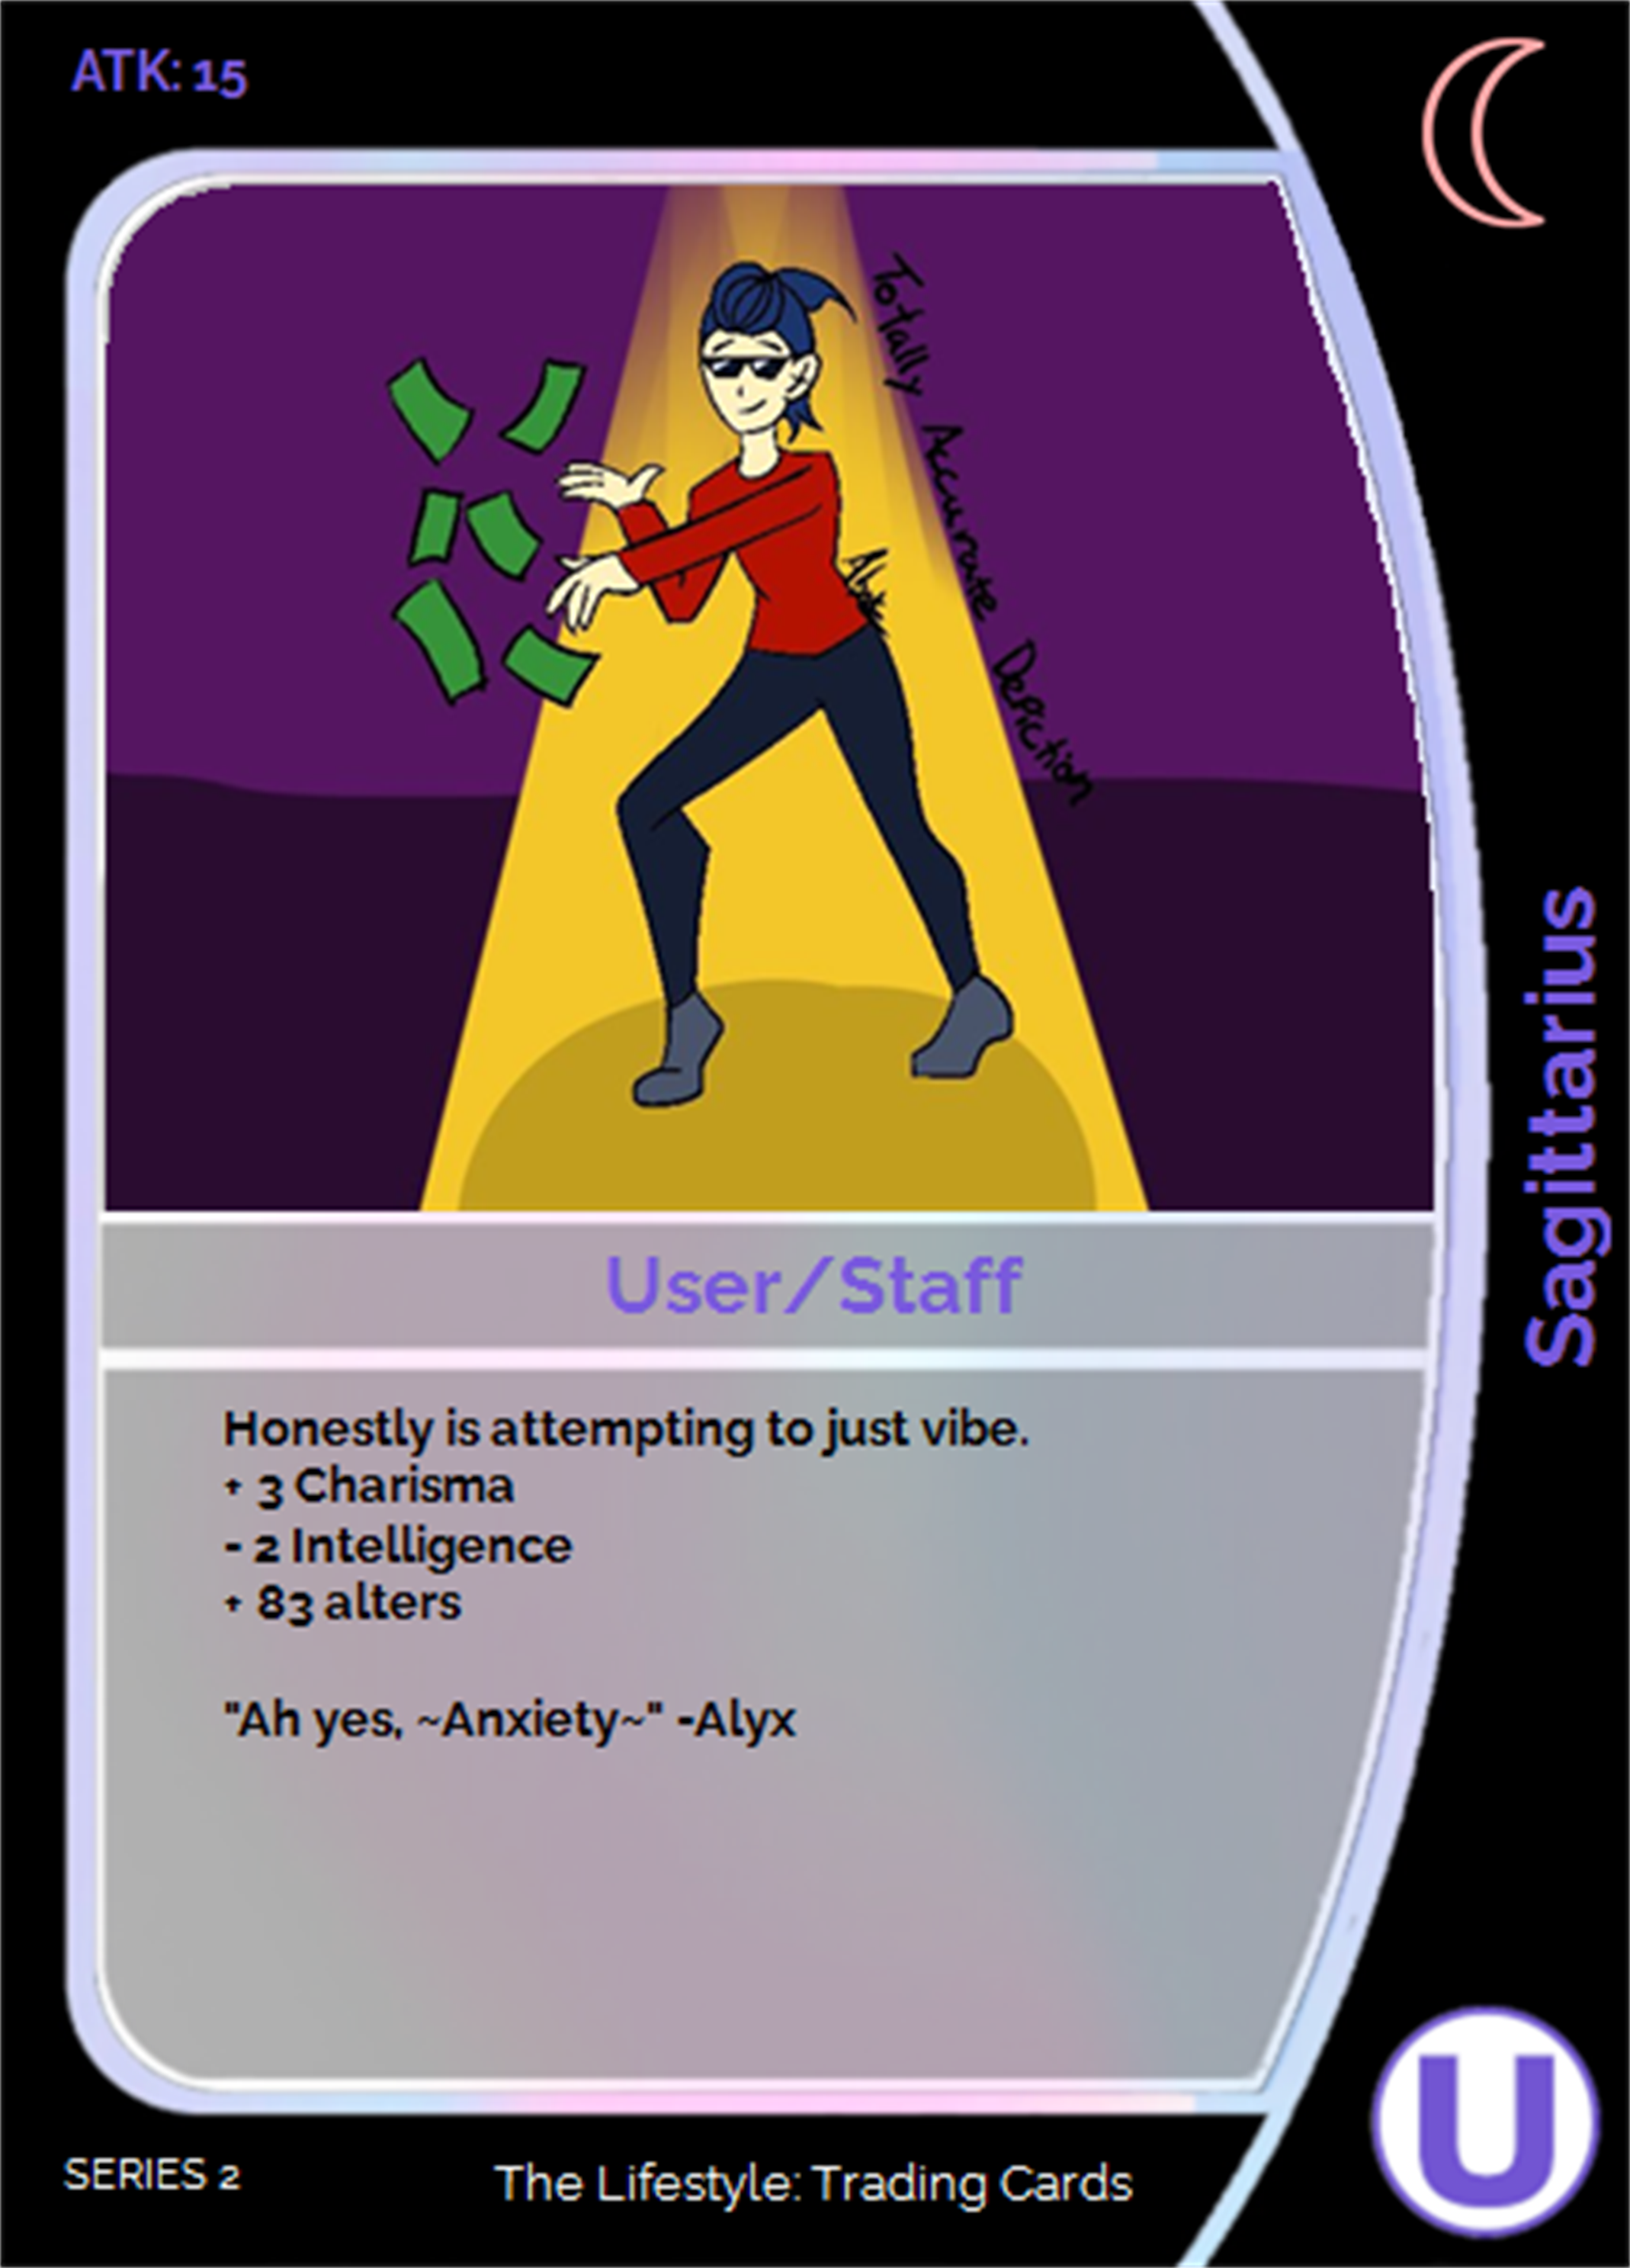 ATK: 15
Totally Accurate Depiction
Sagittarius
User/Staff
Honestly is attempting to just vibe.
+ 3 Charisma
- 2 Intelligence
+ 83 alters
"Ah yes, ~Anxiety~" -Alyx
SERIES 2
The Lifestyle: Trading Cards
U